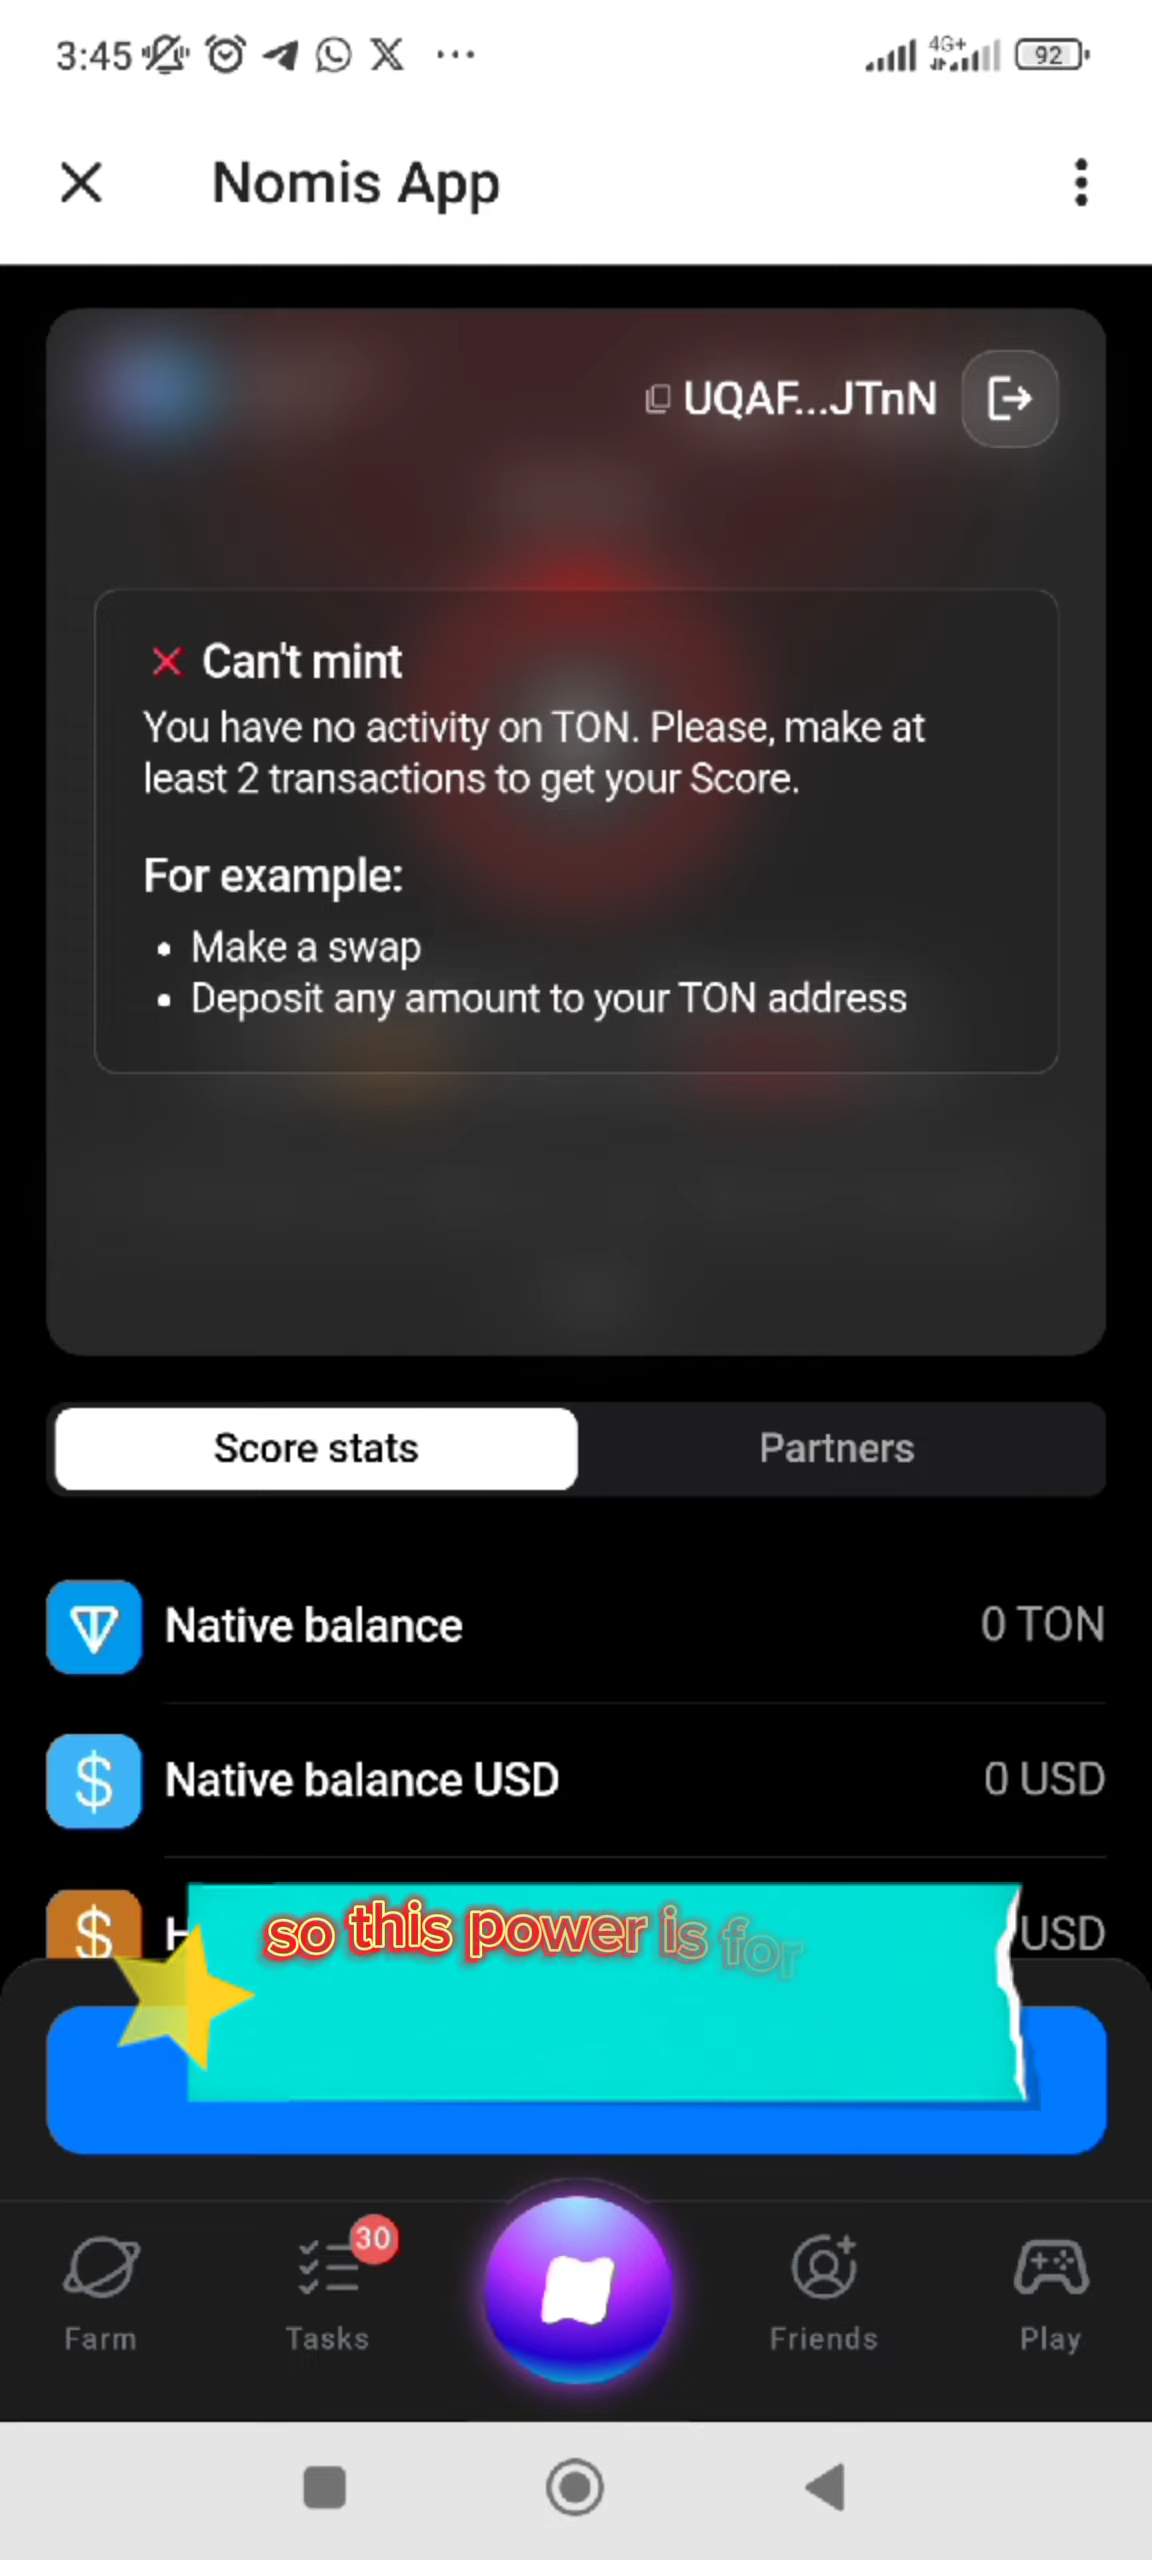 3:45
4G+
92
Nomis App
UQAF...JTnN
Can't mint
You have no activity on TON. Please, make at
least 2 transactions to get your Score.
For example:
• Make a swap
• Deposit any amount to your TON address
Score stats
Partners
Native balance
0 TON
Native balance USD
0 USD
H
USD
so this power is for
30
Farm
Tasks
Friends
Play